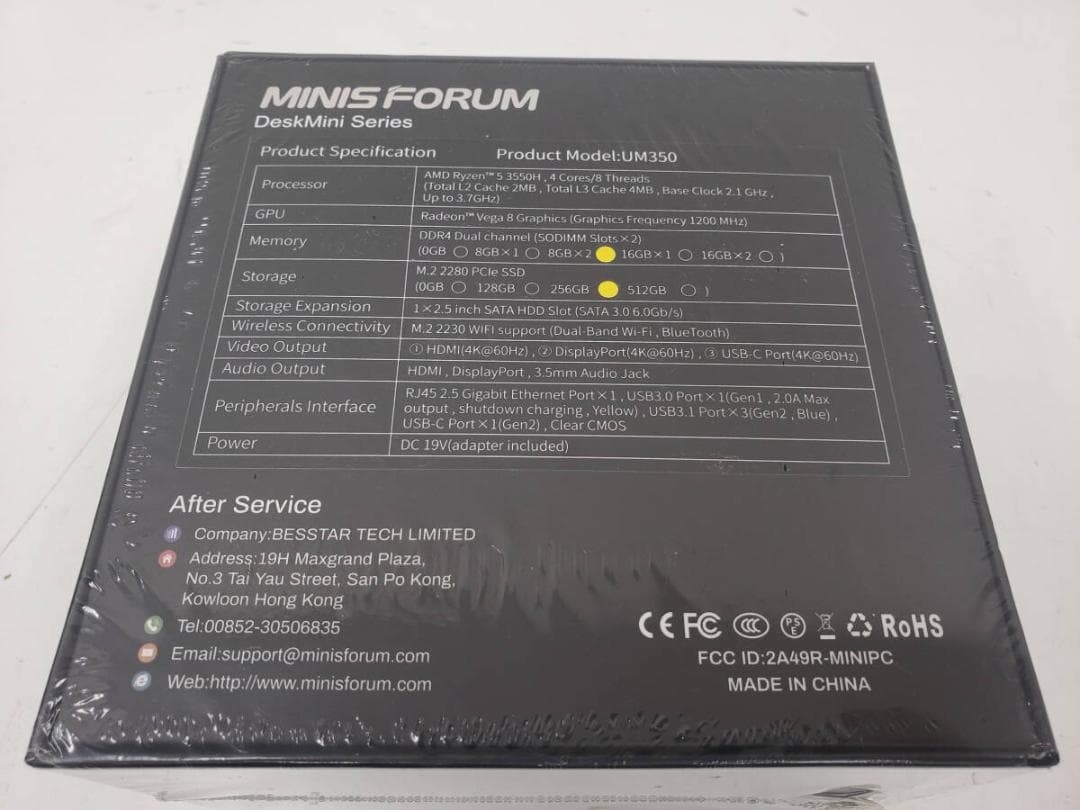 MINISFORUM
DeskMini Series
Product Specification Product Model:UM350
Processor AMD Ryzen™ 5 3550H , 4 Cores/8 Threads
(Total L2 Cache 2MB , Total L3 Cache 4MB , Base Clock 2.1 GHz ,
Up to 3.7GHz)
GPU Radeon™ Vega 8 Graphics (Graphics Frequency 1200 MHz)
Memory DDR4 Dual channel (SODIMM Slots×2)
(0GB ○ 8GB×1 ○ 8GB×2 ● 16GB×1 ○ 16GB×2 ○ )
Storage M.2 2280 PCIe SSD
(0GB ○ 128GB ○ 256GB ● 512GB ○ )
Storage Expansion 1×2.5 inch SATA HDD Slot (SATA 3.0 6.0Gb/s)
Wireless Connectivity M.2 2230 WIFI support (Dual-Band Wi-Fi , BlueTooth)
Video Output ① HDMI(4K@60Hz) , ② DisplayPort(4K@60Hz) , ③ USB-C Port(4K@60Hz)
Audio Output HDMI , DisplayPort , 3.5mm Audio Jack
Peripherals Interface RJ45 2.5 Gigabit Ethernet Port×1 , USB3.0 Port×1(Gen1 , 2.0A Max
output , shutdown charging , Yellow) , USB3.1 Port×3(Gen2 , Blue) ,
USB-C Port×1(Gen2) , Clear CMOS
Power DC 19V(adapter included)
After Service
Company:BESSTAR TECH LIMITED
Address:19H Maxgrand Plaza,
No.3 Tai Yau Street, San Po Kong,
Kowloon Hong Kong
Tel:00852-30506835
Email:support@minisforum.com
Web:http://www.minisforum.com
CE FC CCC PSE RoHS
FCC ID:2A49R-MINIPC
MADE IN CHINA